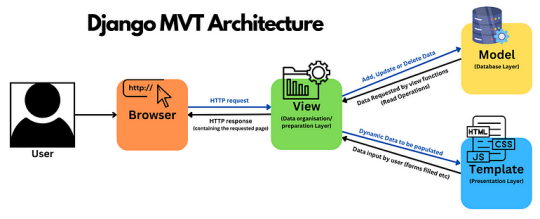 Django MVT Architecture
User
http://
Browser
HTTP request
HTTP response
(containing the requested page)
View
(Data organisation/
preparation Layer)
Add, Update or Delete Data
Data Requested by view functions
(Read Operations)
Model
(Database Layer)
Dynamic Data to be populated
Data input by user (forms filled etc)
HTML
CSS
JS
Template
(Presentation Layer)